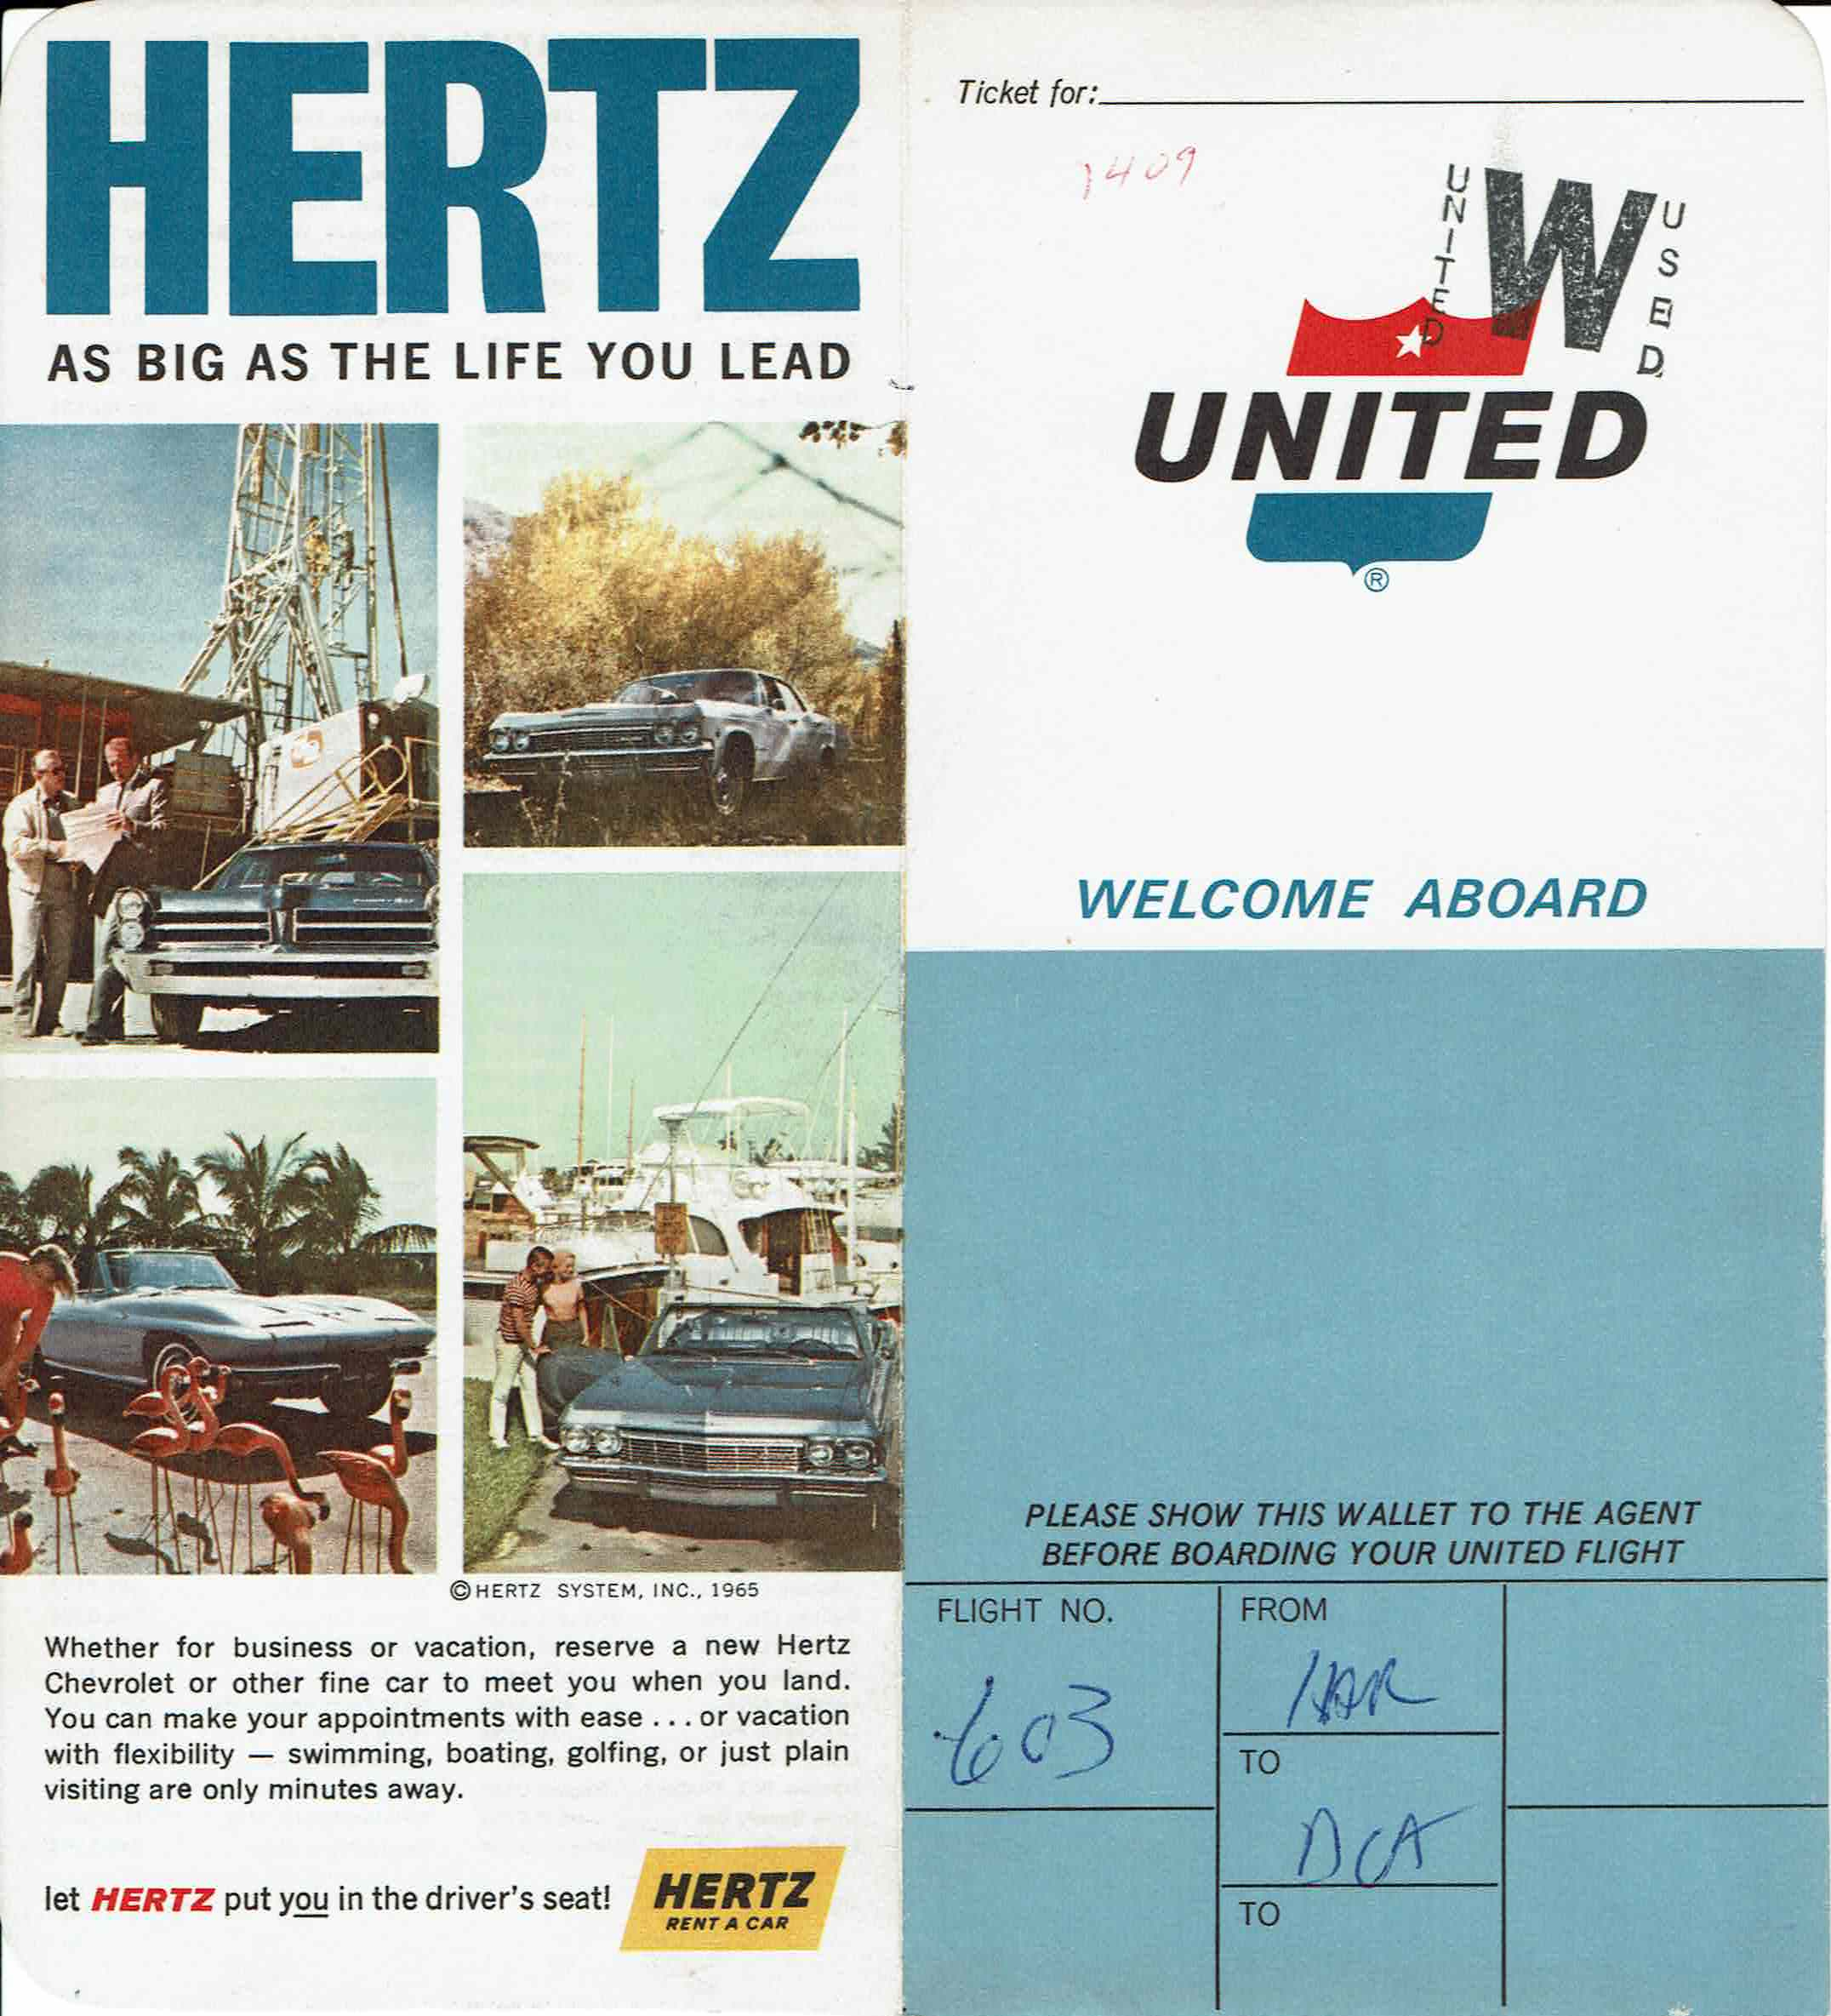 HERTZ
AS BIG AS THE LIFE YOU LEAD
© HERTZ SYSTEM, INC., 1965
Whether for business or vacation, reserve a new Hertz
Chevrolet or other fine car to meet you when you land.
You can make your appointments with ease ... or vacation
with flexibility — swimming, boating, golfing, or just plain
visiting are only minutes away.
let HERTZ put you in the driver's seat!
HERTZ
RENT A CAR
Ticket for:
1409
UNITED
W
USED
UNITED
®
WELCOME ABOARD
PLEASE SHOW THIS WALLET TO THE AGENT
BEFORE BOARDING YOUR UNITED FLIGHT
FLIGHT NO.
603
FROM
HAR
TO
DCA
TO